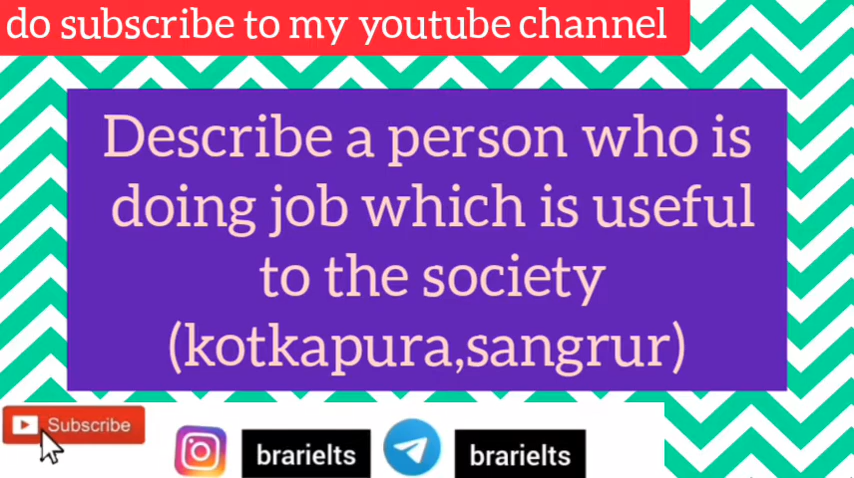 do subscribe to my youtube channel
Describe a person who is
doing job which is useful
to the society
(kotkapura,sangrur)
Subscribe
brarielts
brarielts